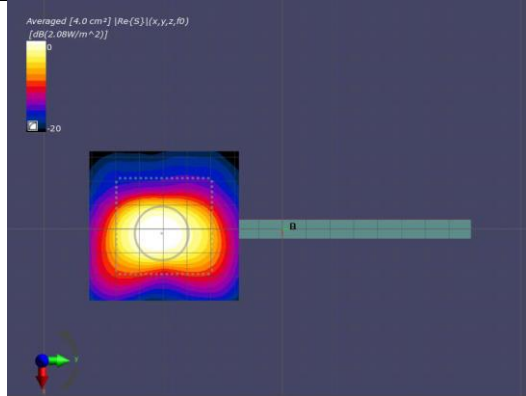 Averaged [4.0 cm²] |Re{S}|(x,y,z,f0)
[dB(2.08W/m^2)]
0
-20
y